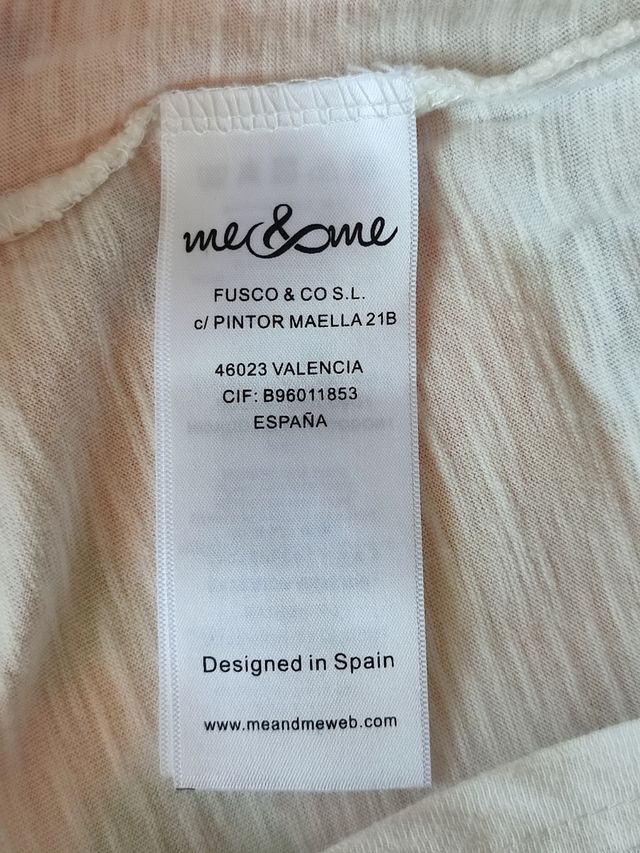 me&me
FUSCO & CO S.L.
c/ PINTOR MAELLA 21B
46023 VALENCIA
CIF: B96011853
ESPAÑA
Designed in Spain
www.meandmeweb.com